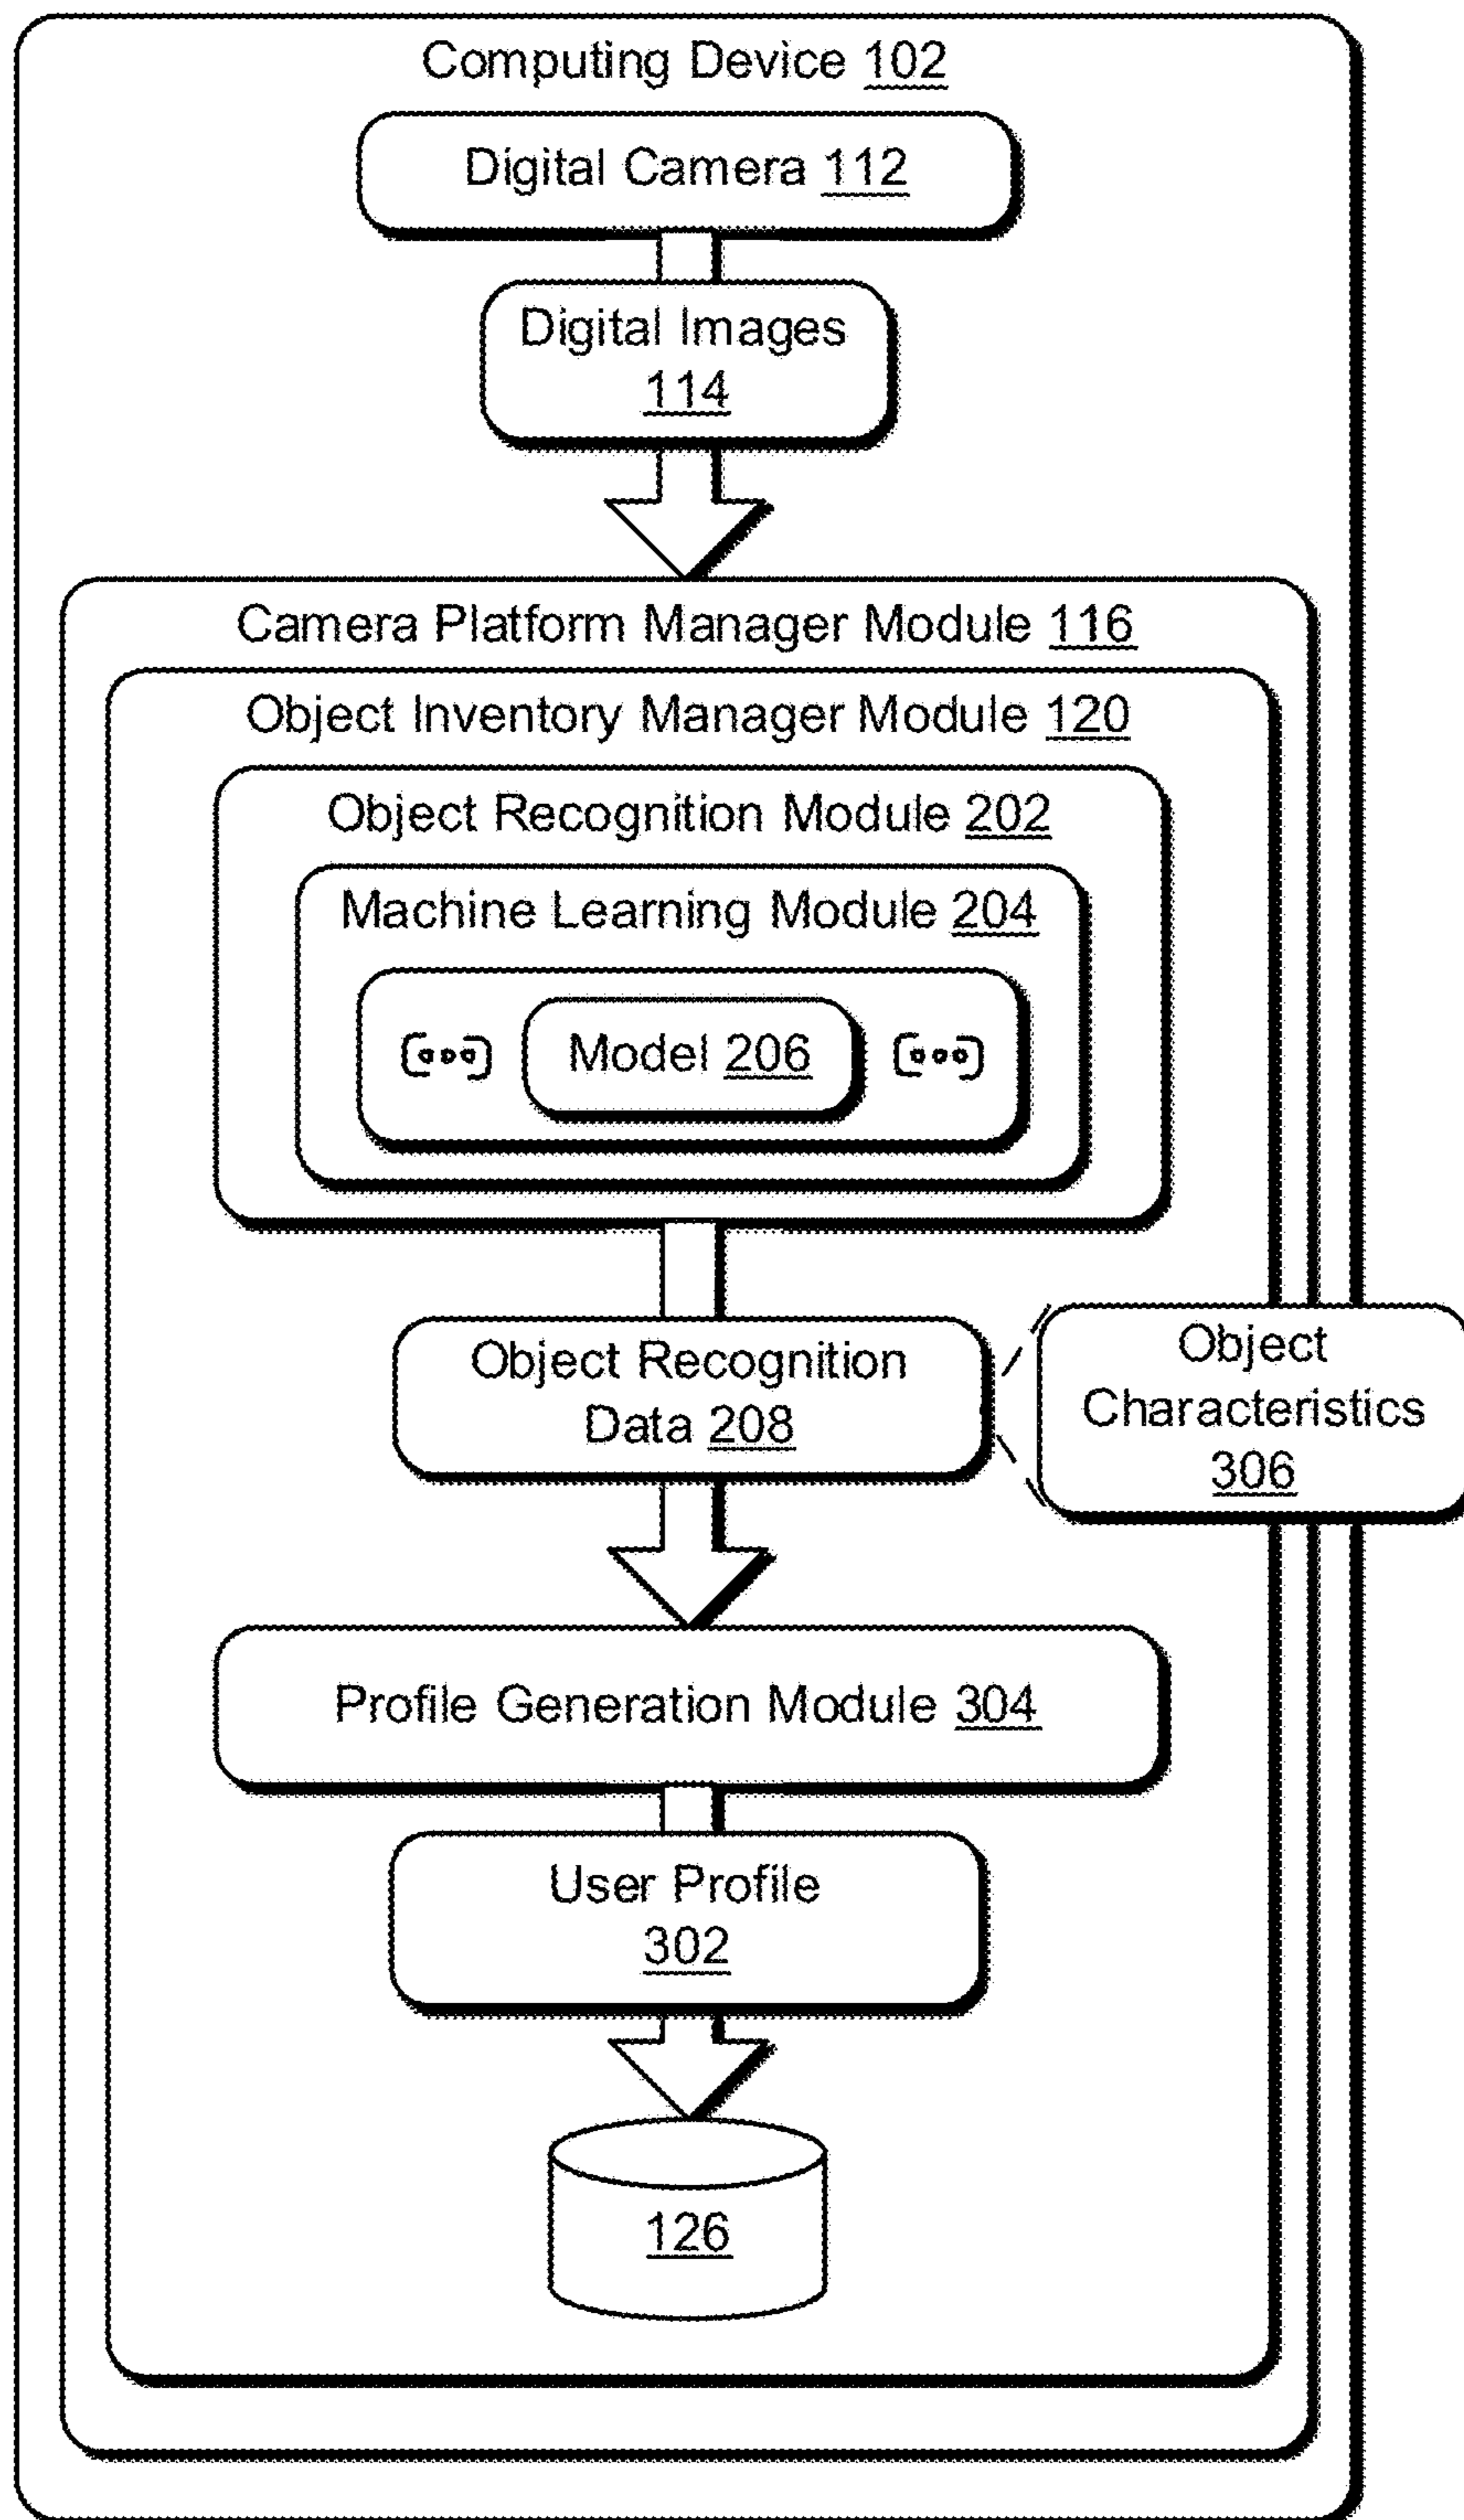 Computing Device 102
Digital Camera 112
Digital Images
114
Camera Platform Manager Module 116
Object Inventory Manager Module 120
Object Recognition Module 202
Machine Learning Module 204
Model 206
Object Recognition
Data 208
Object
Characteristics
306
Profile Generation Module 304
User Profile
302
126